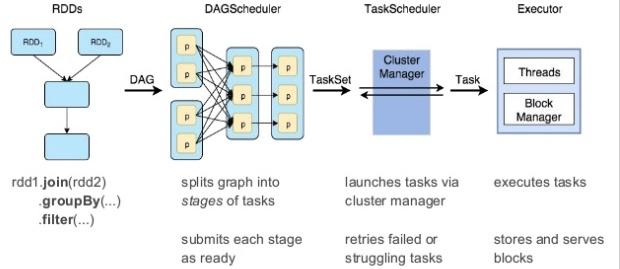 RDDs
DAGScheduler
TaskScheduler
Executor
RDD1
RDD2
DAG
p
p
p
p
p
p
p
p
p
p
TaskSet
Cluster
Manager
Task
Threads
Block
Manager
rdd1.join(rdd2)
.groupBy(...)
.filter(...)
splits graph into
stages of tasks
submits each stage
as ready
launches tasks via
cluster manager
retries failed or
struggling tasks
executes tasks
stores and serves
blocks